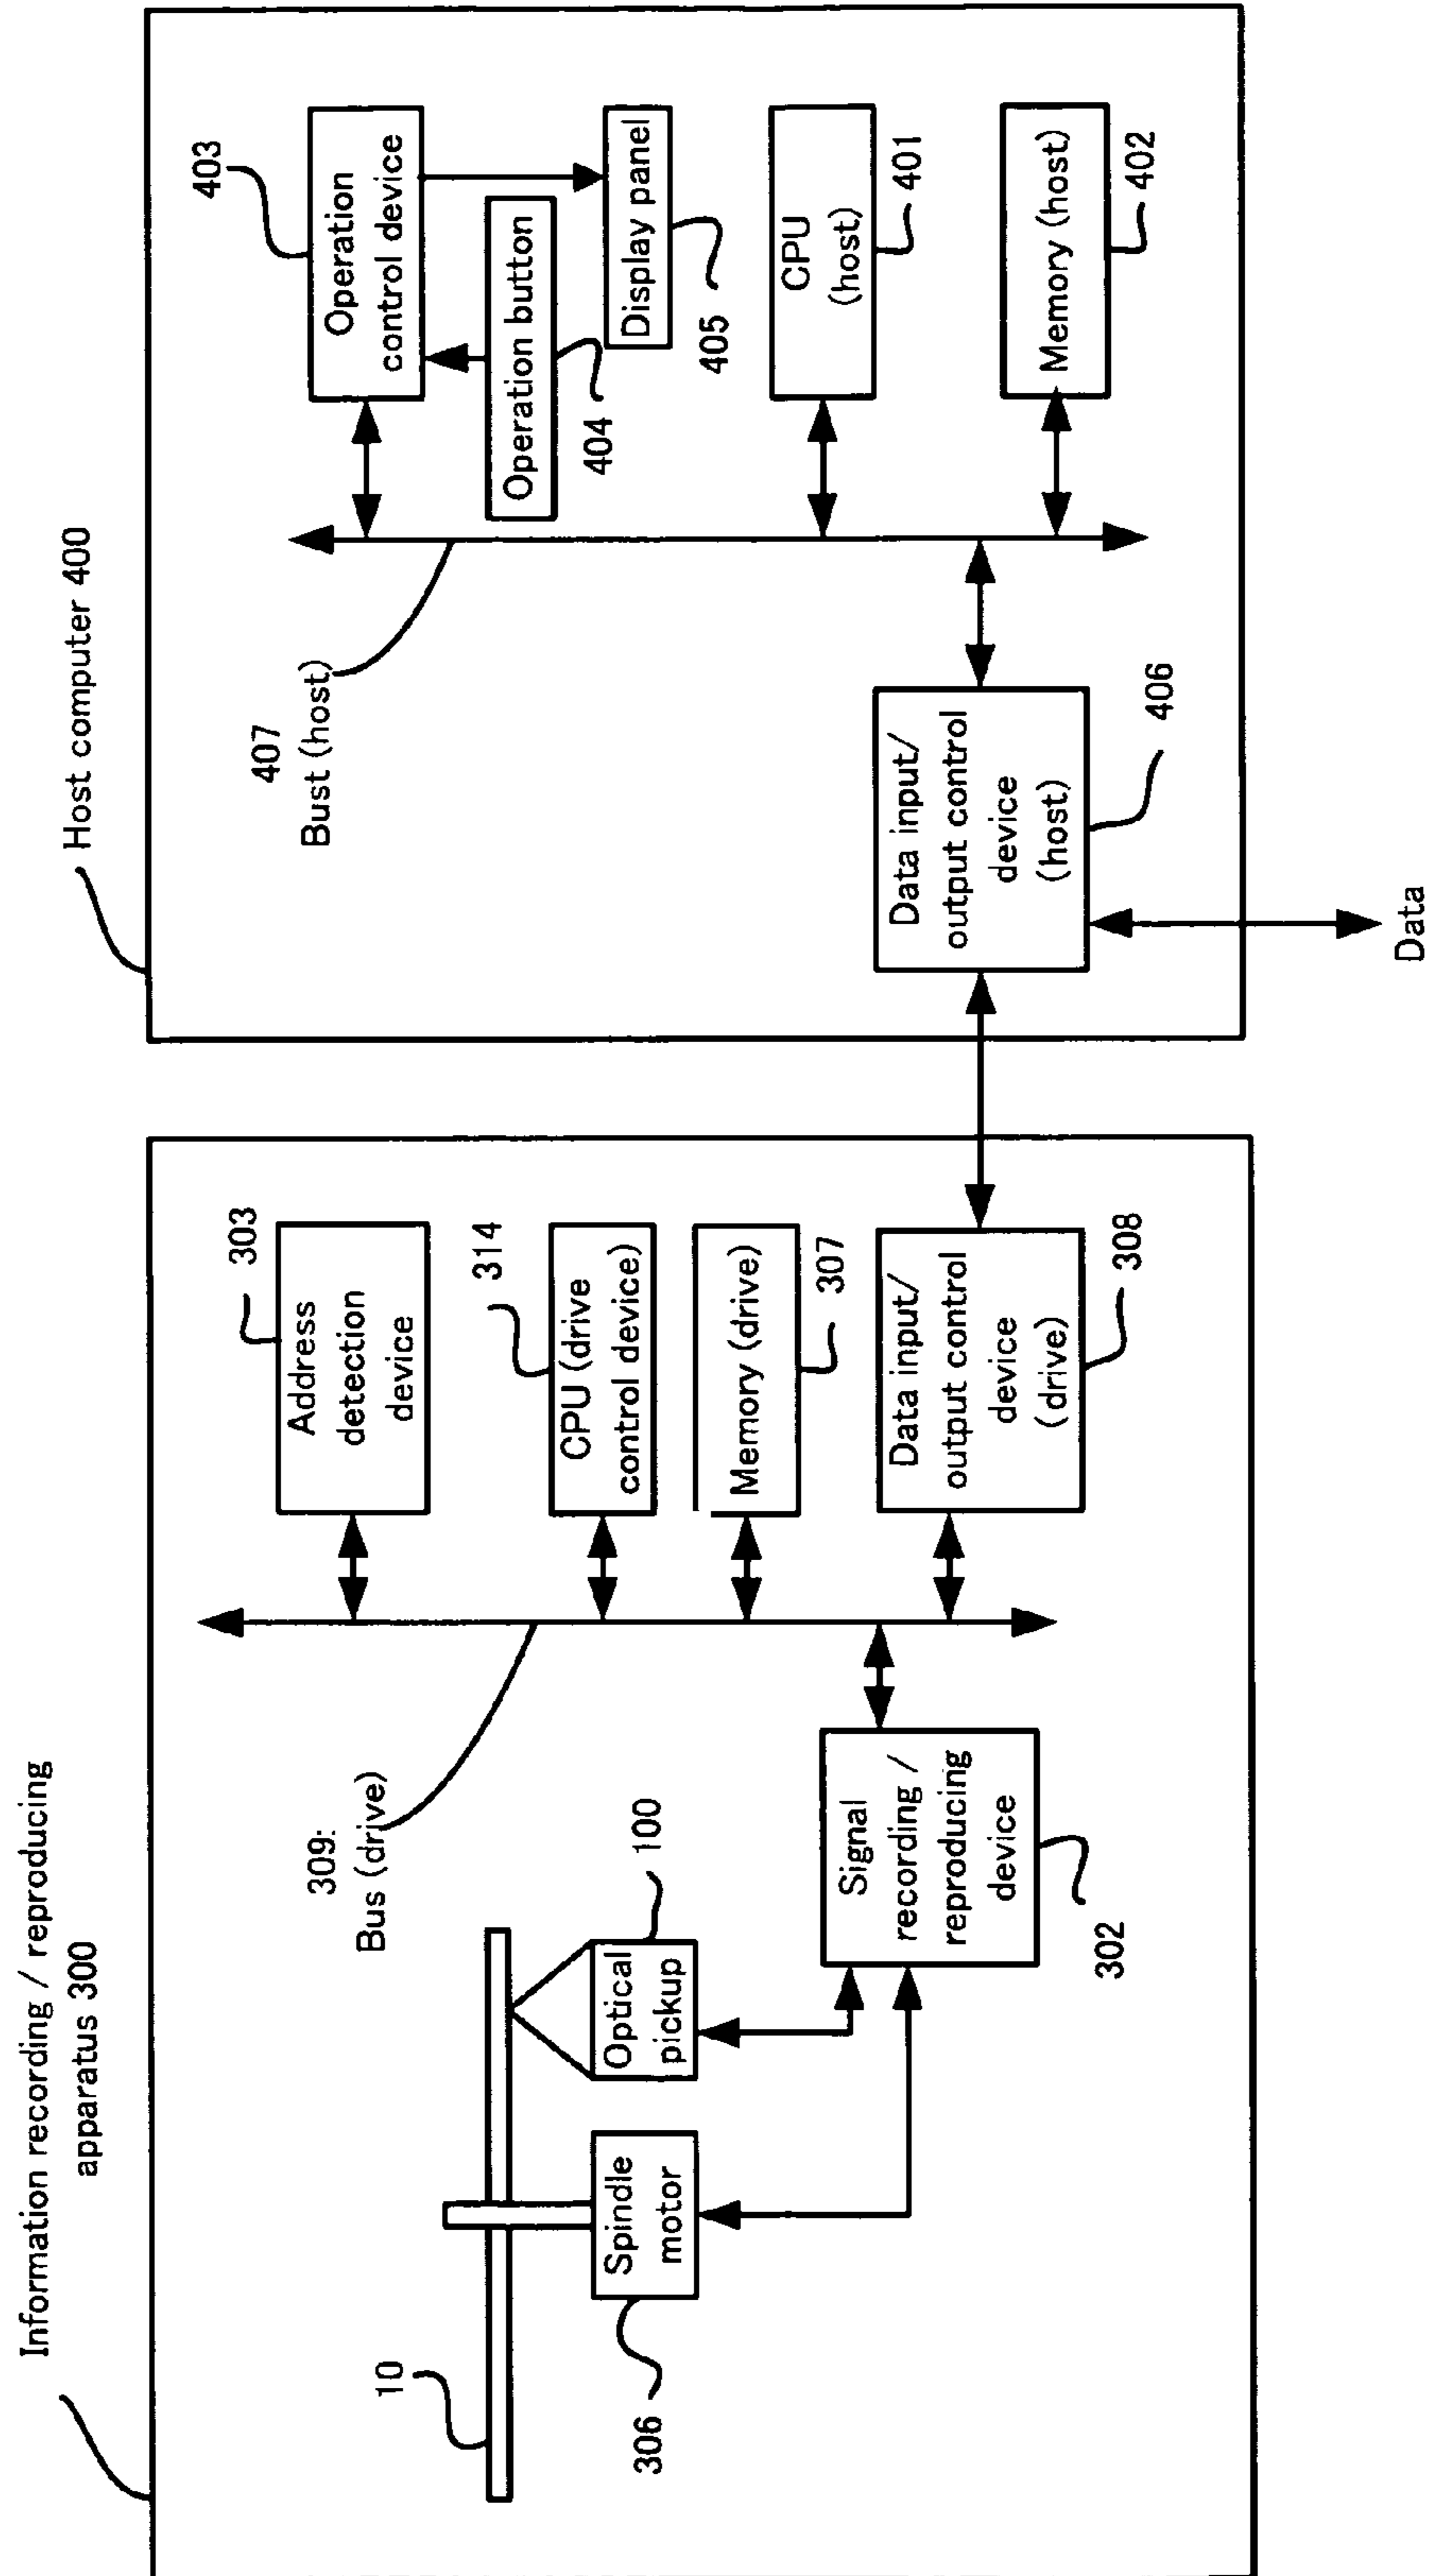 Information recording / reproducing
apparatus 300
10
306
Spindle
motor
Optical
pickup
100
309:
Bus (drive)
Signal
recording /
reproducing
device
302
303
Address
detection
device
314
CPU (drive
control device)
Memory (drive)
307
Data input/
output control
device
(drive)
308
Host computer 400
407
Bust (host)
403
Operation
control device
Operation button
404
Display panel
405
CPU
(host)
401
Memory (host)
402
Data input/
output control
device
(host)
406
Data